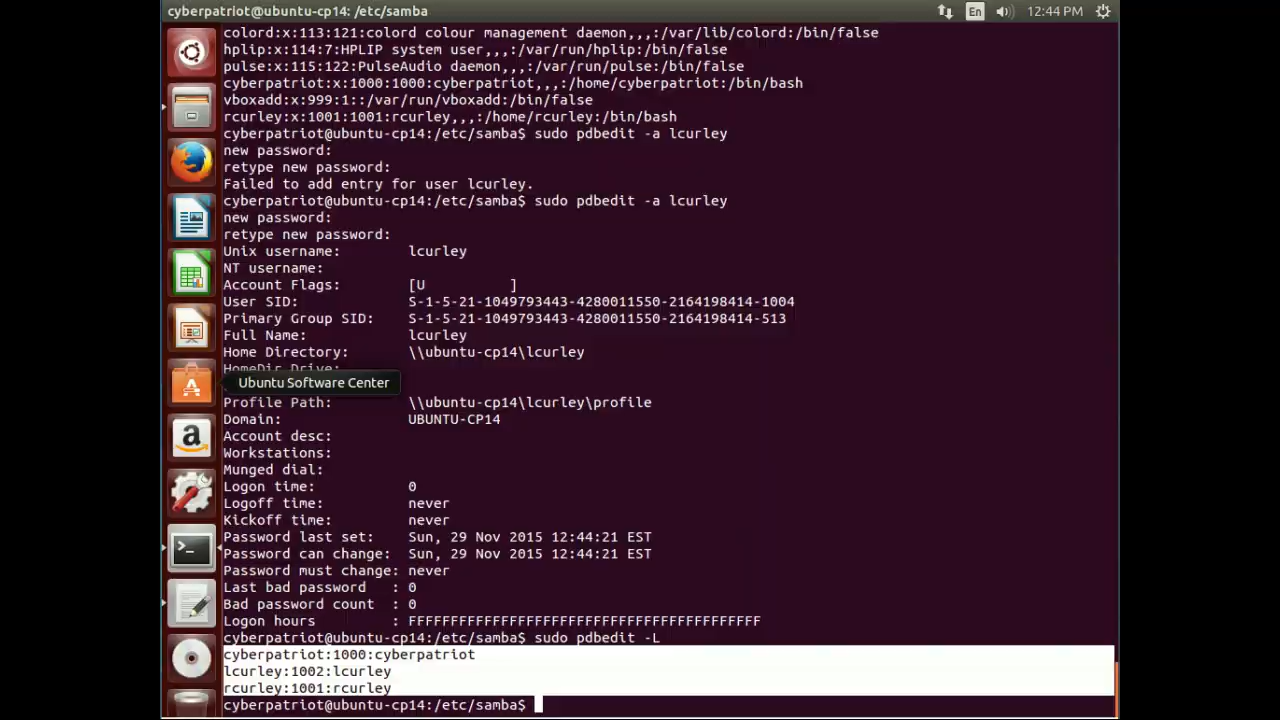 cyberpatriot@ubuntu-cp14: /etc/samba
En
12:44 PM
colord:x:113:121:colord colour management daemon,,,:/var/lib/colord:/bin/false
hplip:x:114:7:HPLIP system user,,,:/var/run/hplip:/bin/false
pulse:x:115:122:PulseAudio daemon,,,:/var/run/pulse:/bin/false
cyberpatriot:x:1000:1000:cyberpatriot,,,:/home/cyberpatriot:/bin/bash
vboxadd:x:999:1::/var/run/vboxadd:/bin/false
rcurley:x:1001:1001:rcurley,,,:/home/rcurley:/bin/bash
cyberpatriot@ubuntu-cp14:/etc/samba$ sudo pdbedit -a lcurley
new password:
retype new password:
Failed to add entry for user lcurley.
cyberpatriot@ubuntu-cp14:/etc/samba$ sudo pdbedit -a lcurley
new password:
retype new password:
Unix username: lcurley
NT username:
Account Flags: [U ]
User SID: S-1-5-21-1049793443-4280011550-2164198414-1004
Primary Group SID: S-1-5-21-1049793443-4280011550-2164198414-513
Full Name: lcurley
Home Directory: \\ubuntu-cp14\lcurley
HomeDir Drive:
Ubuntu Software Center
Profile Path: \\ubuntu-cp14\lcurley\profile
Domain: UBUNTU-CP14
Account desc:
Workstations:
Munged dial:
Logon time: 0
Logoff time: never
Kickoff time: never
Password last set: Sun, 29 Nov 2015 12:44:21 EST
Password can change: Sun, 29 Nov 2015 12:44:21 EST
Password must change: never
Last bad password : 0
Bad password count : 0
Logon hours : FFFFFFFFFFFFFFFFFFFFFFFFFFFFFFFFFFFFFFFFFF
cyberpatriot@ubuntu-cp14:/etc/samba$ sudo pdbedit -L
cyberpatriot:1000:cyberpatriot
lcurley:1002:lcurley
rcurley:1001:rcurley
cyberpatriot@ubuntu-cp14:/etc/samba$